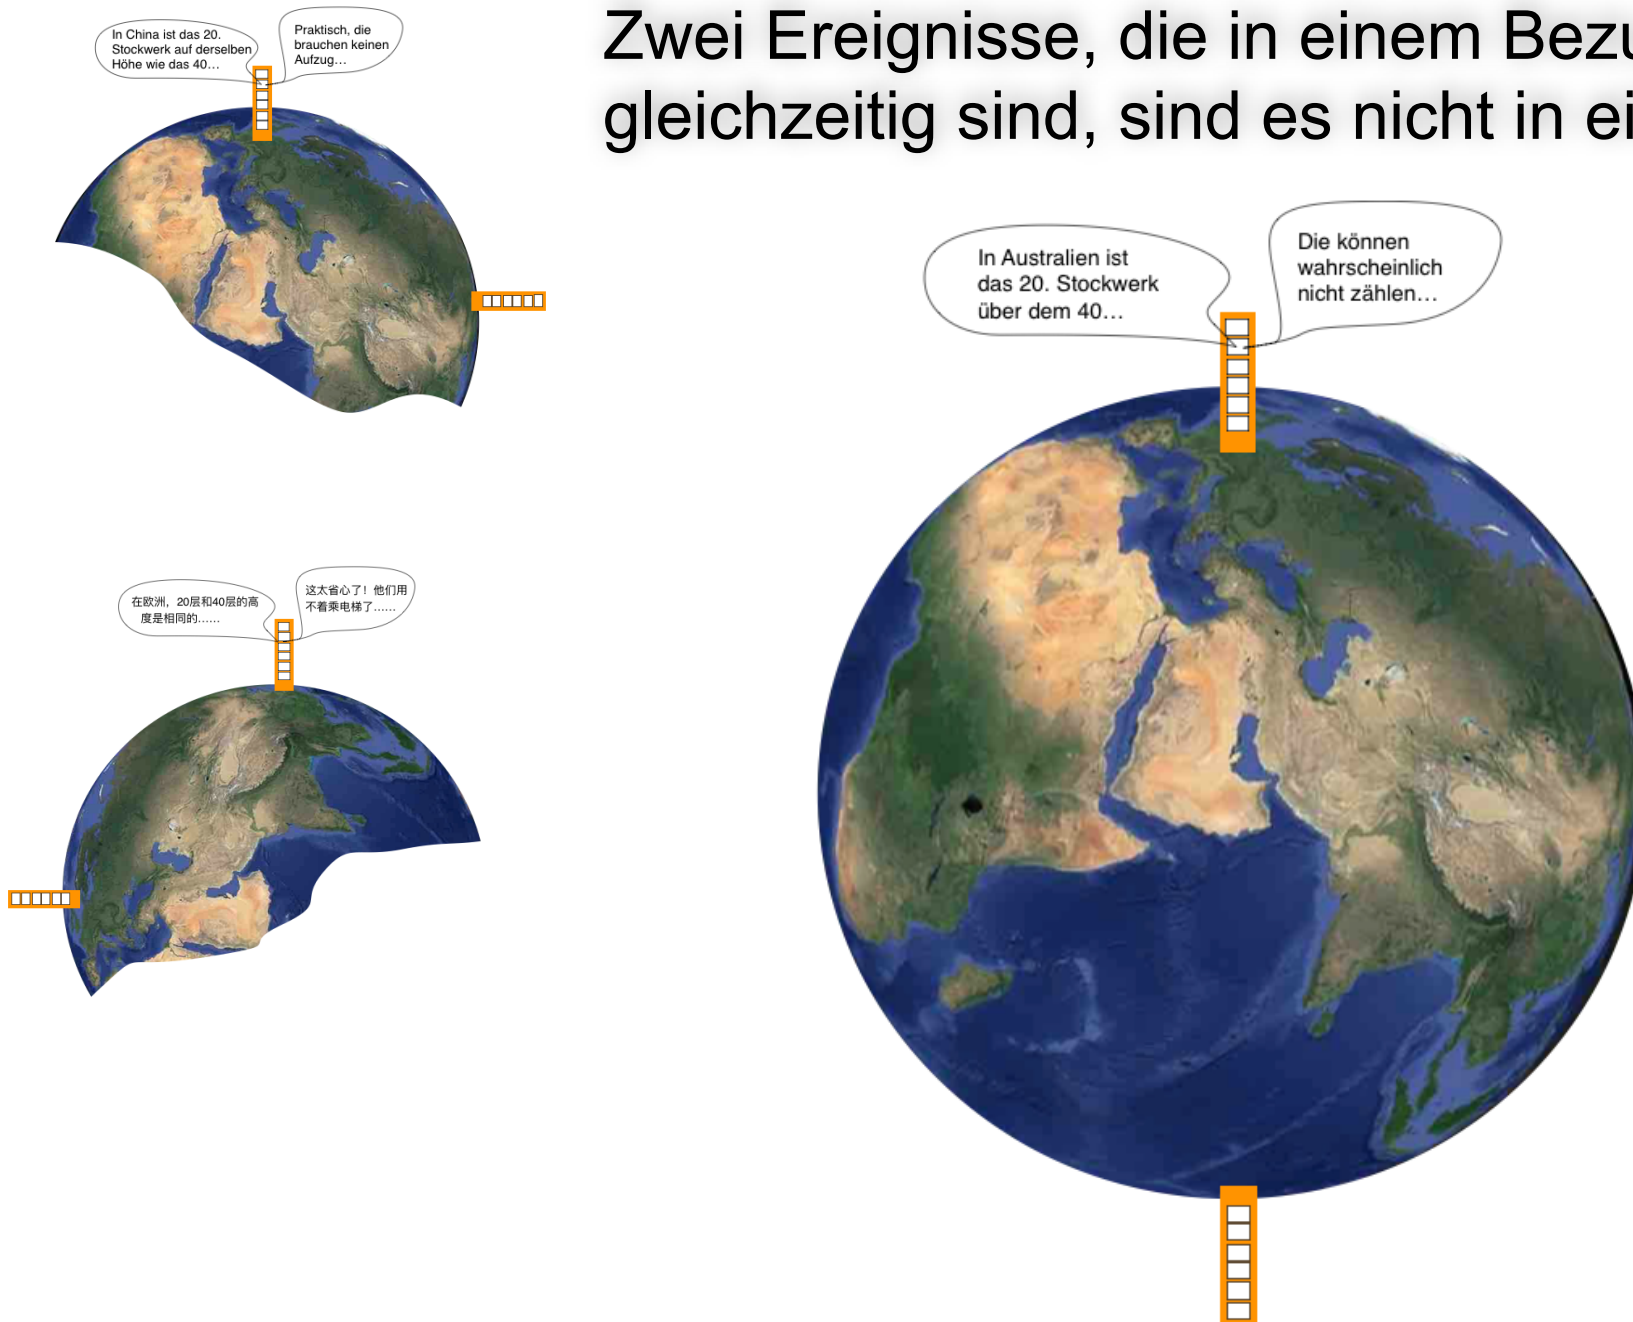 Zwei Ereignisse, die in einem Bezu
gleichzeitig sind, sind es nicht in ei
In China ist das 20.
Stockwerk auf derselben
Höhe wie das 40…
Praktisch, die
brauchen keinen
Aufzug…
In Australien ist
das 20. Stockwerk
über dem 40…
Die können
wahrscheinlich
nicht zählen…
在欧洲，20层和40层的高
度是相同的……
这太省心了！他们用
不着乘电梯了……